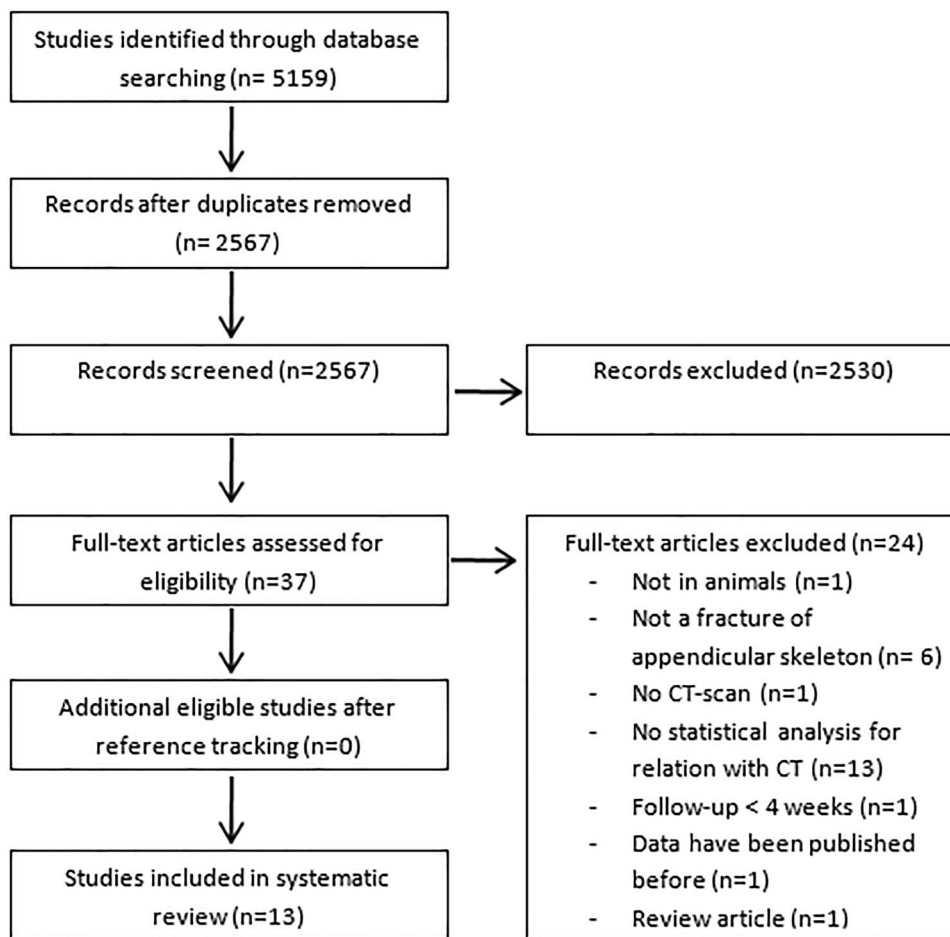 Studies identified through database
searching (n= 5159)
Records after duplicates removed
(n= 2567)
Records screened (n=2567)
Records excluded (n=2530)
Full-text articles assessed for
eligibility (n=37)
Full-text articles excluded (n=24)
- Not in animals (n=1)
- Not a fracture of
appendicular skeleton (n= 6)
- No CT-scan (n=1)
- No statistical analysis for
relation with CT (n=13)
- Follow-up < 4 weeks (n=1)
- Data have been published
before (n=1)
- Review article (n=1)
Additional eligible studies after
reference tracking (n=0)
Studies included in systematic
review (n=13)